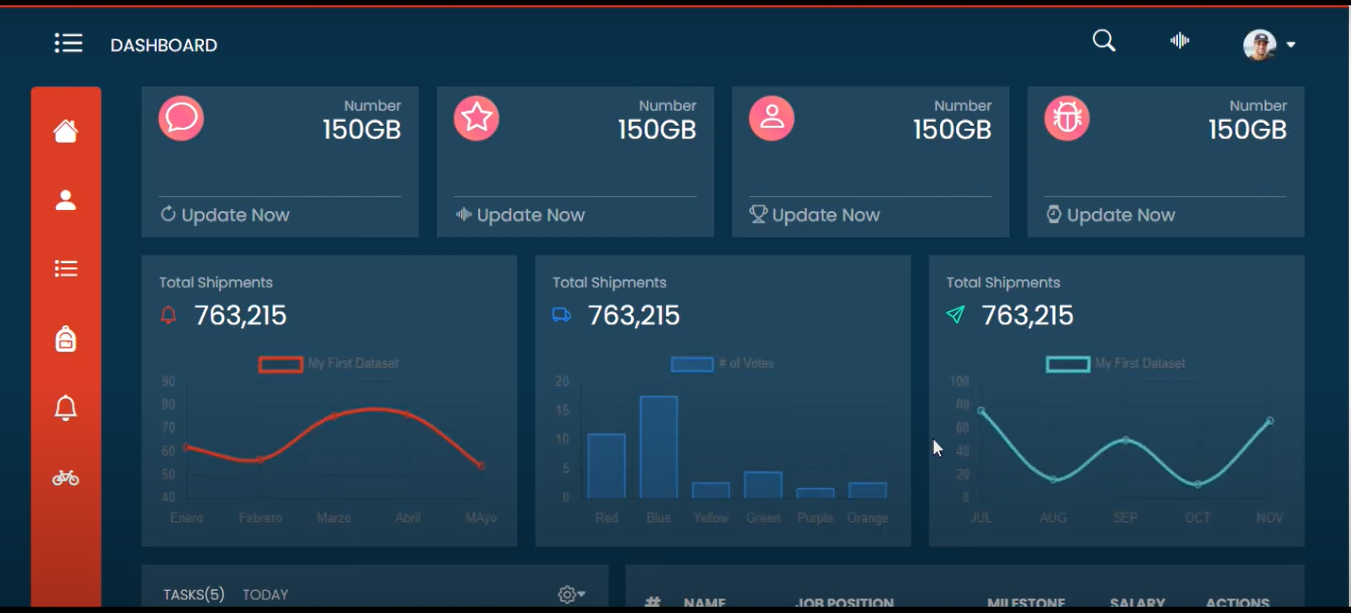 DASHBOARD
Number
150GB
Update Now
Number
150GB
Update Now
Number
150GB
Update Now
Number
150GB
Update Now
Total Shipments
763,215
My First Dataset
90
80
70
60
50
40
Enero Febrero Marzo Abril MAyo
Total Shipments
763,215
# of Votes
20
15
10
5
0
Red Blue Yellow Green Purple Orange
Total Shipments
763,215
My First Dataset
100
80
60
40
20
0
JUL AUG SEP OCT NOV
TASKS(5) TODAY
# NAME JOB POSITION MILESTONE SALARY ACTIONS